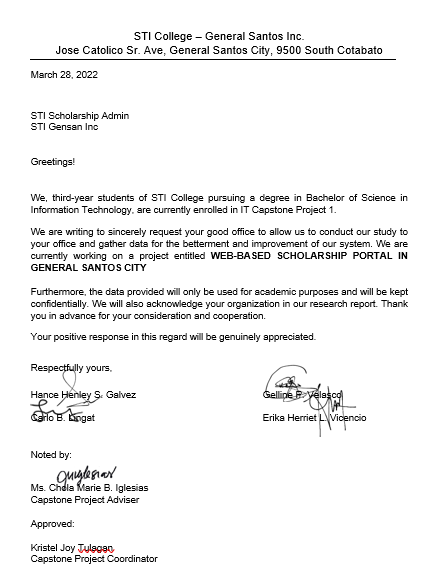 STI College – General Santos Inc.
Jose Catolico Sr. Ave, General Santos City, 9500 South Cotabato
March 28, 2022
STI Scholarship Admin
STI Gensan Inc
Greetings!
We, third-year students of STI College pursuing a degree in Bachelor of Science in
Information Technology, are currently enrolled in IT Capstone Project 1.
We are writing to sincerely request your good office to allow us to conduct our study to
your office and gather data for the betterment and improvement of our system. We are
currently working on a project entitled WEB-BASED SCHOLARSHIP PORTAL IN
GENERAL SANTOS CITY
Furthermore, the data provided will only be used for academic purposes and will be kept
confidentially. We will also acknowledge your organization in our research report. Thank
you in advance for your consideration and cooperation.
Your positive response in this regard will be genuinely appreciated.
Respectfully yours,
Hance Henley S. Galvez Gelline F. Velasco
Carlo B. Lingat Erika Herriet L. Vicencio
Noted by:
Ms. Chola Marie B. Iglesias
Capstone Project Adviser
Approved:
Kristel Joy Tulagan
Capstone Project Coordinator